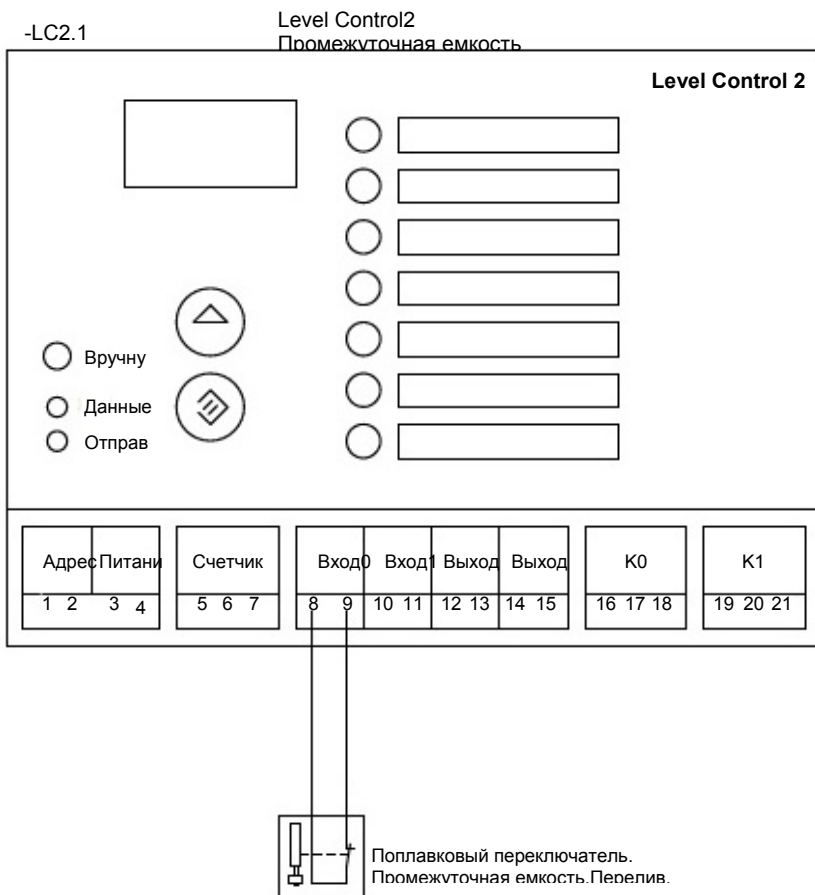 -LC2.1
Level Control2
Промежуточная емкость
Level Control 2
Вручну
Данные
Отправ
Адрес Питани Счетчик Вход0 Вход1 Выход Выход K0 K1
1 2 3 4 5 6 7 8 9 10 11 12 13 14 15 16 17 18 19 20 21
Поплавковый переключатель.
Промежуточная емкость.Перелив.